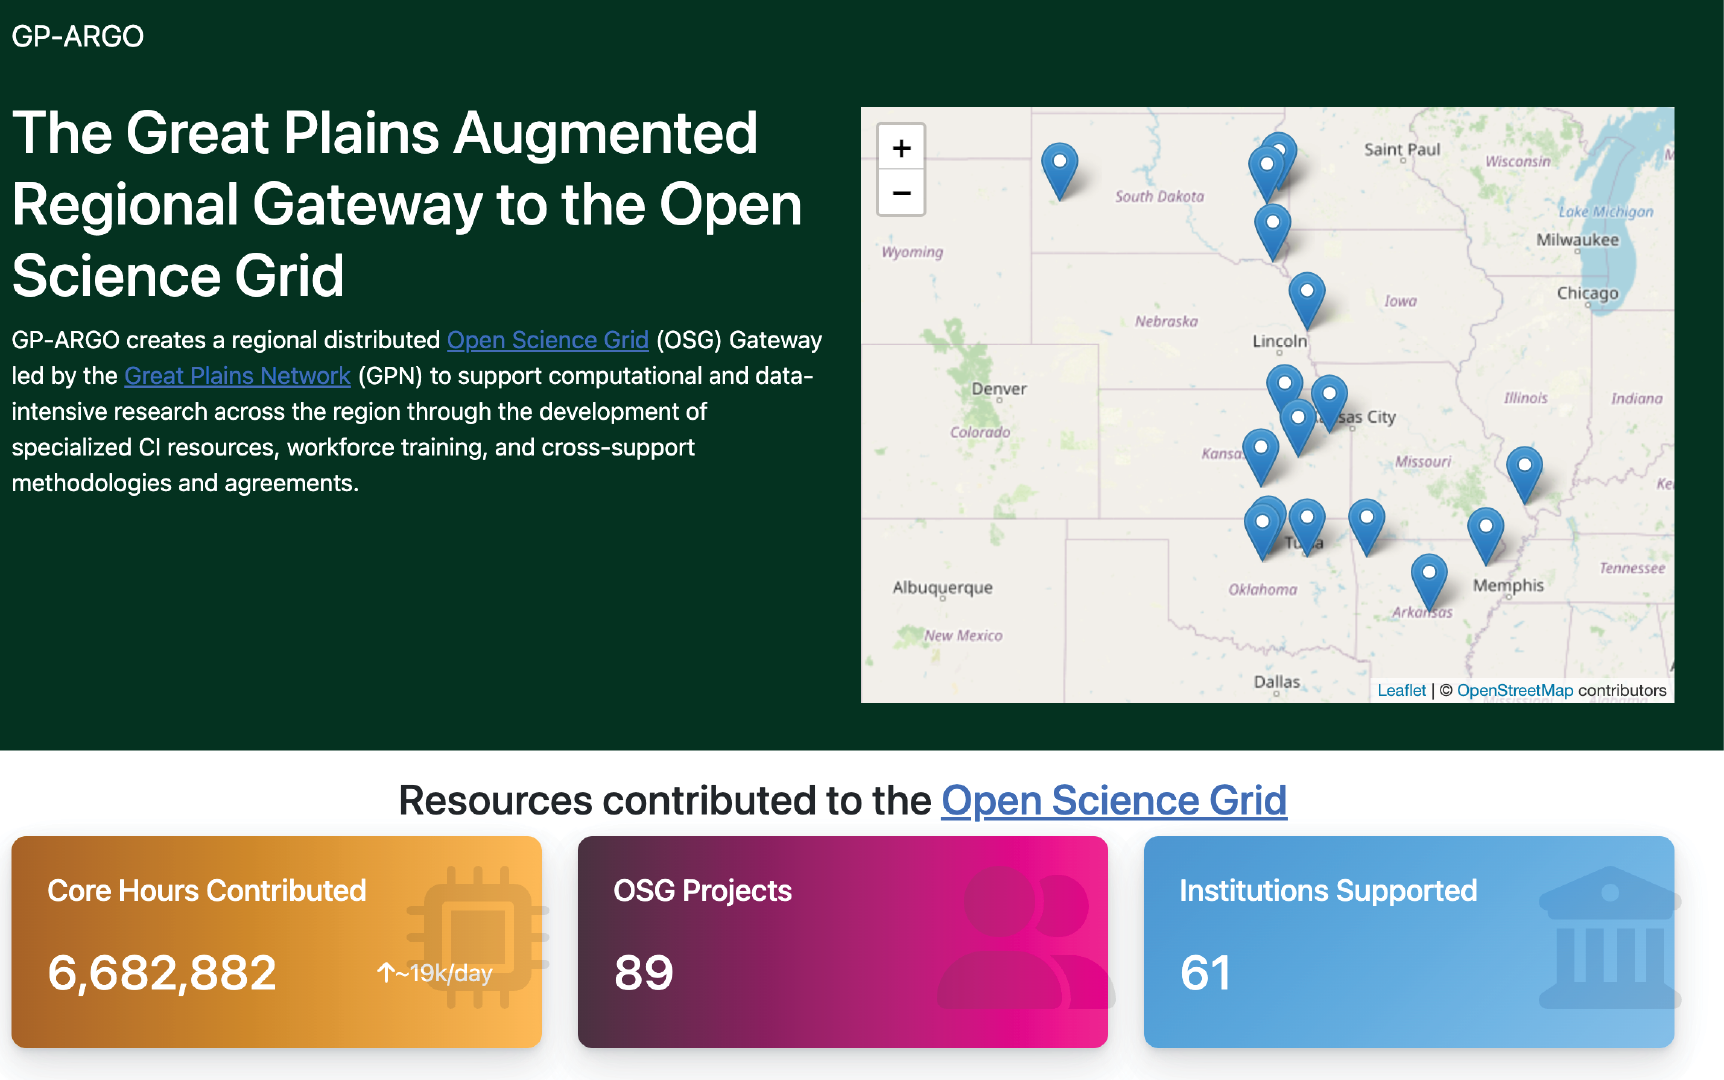 GP-ARGO
The Great Plains Augmented
Regional Gateway to the Open
Science Grid
GP-ARGO creates a regional distributed Open Science Grid (OSG) Gateway
led by the Great Plains Network (GPN) to support computational and data-
intensive research across the region through the development of
specialized CI resources, workforce training, and cross-support
methodologies and agreements.
+
−
Saint Paul
Wisconsin
South Dakota
Lake Michigan
Milwaukee
Wyoming
Chicago
Iowa
Nebraska
Lincoln
Denver
Illinois
Indiana
sas City
Colorado
Kansa
Missouri
Ke
Tu a
Albuquerque
Oklahoma
Tennessee
Memphis
Arkansas
New Mexico
Dallas
Leaflet | © OpenStreetMap contributors
Resources contributed to the Open Science Grid
Core Hours Contributed
6,682,882
↑~19k/day
OSG Projects
89
Institutions Supported
61